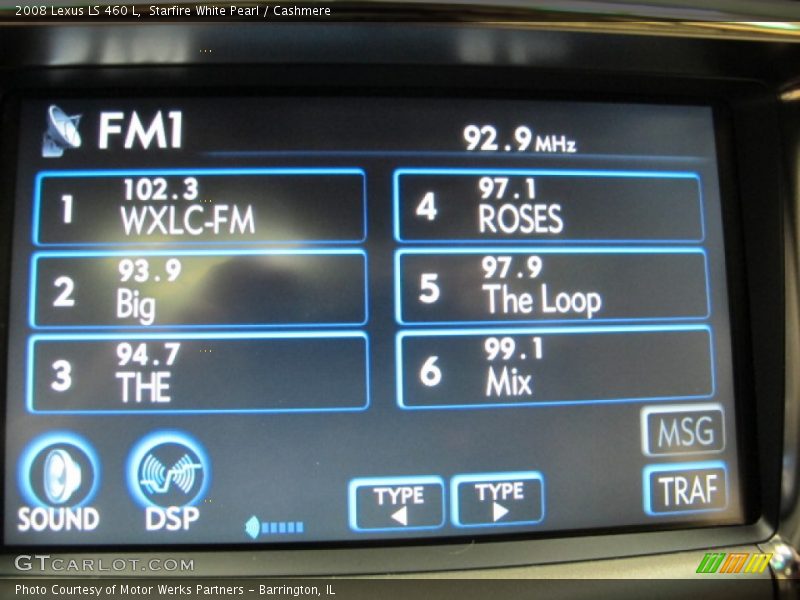 2008 Lexus LS 460 L, Starfire White Pearl / Cashmere
FM1
92.9 MHz
1 102.3
WXLC-FM
2 93.9
Big
3 94.7
THE
4 97.1
ROSES
5 97.9
The Loop
6 99.1
Mix
MSG
SOUND
DSP
TYPE
TYPE
TRAF
GTCARLOT.COM
Photo Courtesy of Motor Werks Partners - Barrington, IL